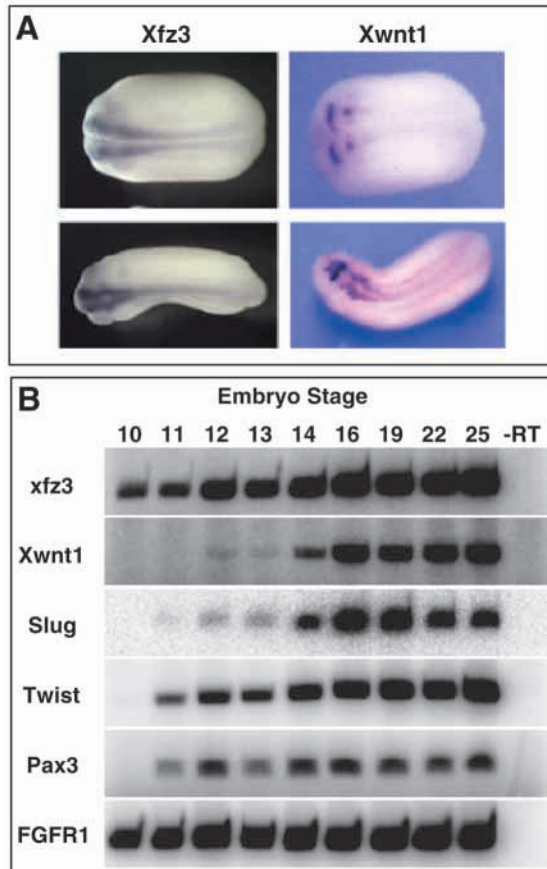 A
Xfz3 Xwnt1
B
Embryo Stage
10 11 12 13 14 16 19 22 25 -RT
xfz3
Xwnt1
Slug
Twist
Pax3
FGFR1